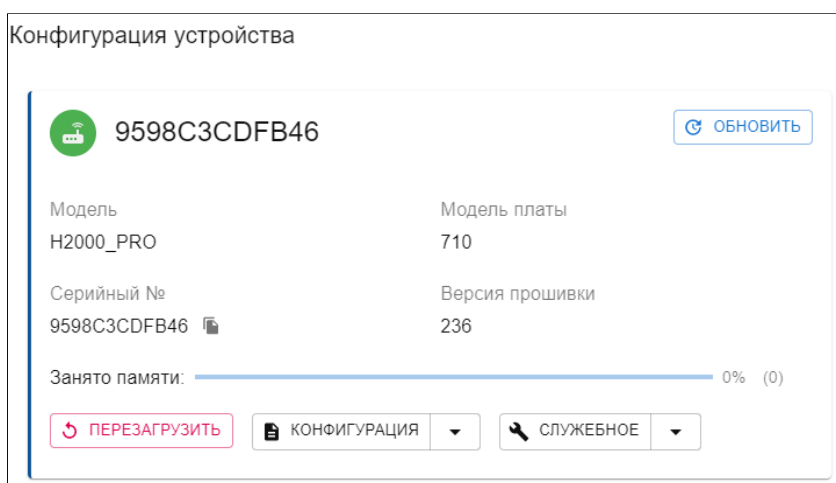 Конфигурация устройства
9598C3CDFB46
ОБНОВИТЬ
Модель
Модель платы
H2000_PRO
710
Серийный №
Версия прошивки
9598C3CDFB46
236
Занято памяти: 0% (0)
ПЕРЕЗАГРУЗИТЬ
КОНФИГУРАЦИЯ
СЛУЖЕБНОЕ